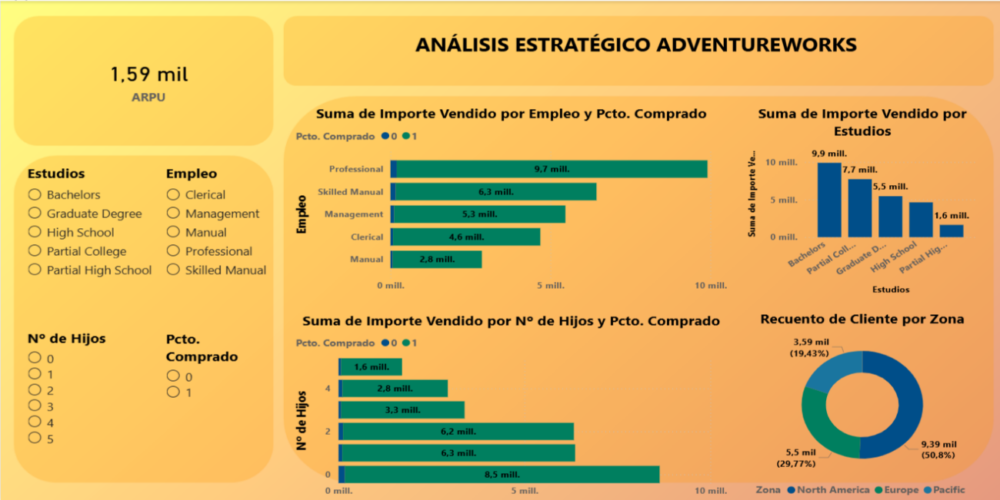 1,59 mil
ARPU
ANÁLISIS ESTRATÉGICO ADVENTUREWORKS
Estudios
Bachelors
Graduate Degree
High School
Partial College
Partial High School
Empleo
Clerical
Management
Manual
Professional
Skilled Manual
Nº de Hijos
0
1
2
3
4
5
Pcto.
Comprado
0
1
Suma de Importe Vendido por Empleo y Pcto. Comprado
Pcto. Comprado 0 1
Empleo
Professional 9,7 mill.
Skilled Manual 6,3 mill.
Management 5,3 mill.
Clerical 4,6 mill.
Manual 2,8 mill.
0 mill. 5 mill. 10 mill.
Suma de Importe Vendido por
Estudios
Suma de Importe Ve...
10 mill.
5 mill.
0 mill.
9,9 mill.
7,7 mill.
5,5 mill.
1,6 mill.
Bachelors
Partial Coll...
Graduate D...
High School
Partial Hig...
Estudios
Suma de Importe Vendido por Nº de Hijos y Pcto. Comprado
Pcto. Comprado 0 1
Nº de Hijos
1,6 mill.
4 2,8 mill.
3,3 mill.
2 6,2 mill.
6,3 mill.
0 8,5 mill.
0 mill. 5 mill. 10 mill.
Recuento de Cliente por Zona
3,59 mil
(19,43%)
5,5 mil
(29,77%)
9,39 mil
(50,8%)
Zona North America Europe Pacific